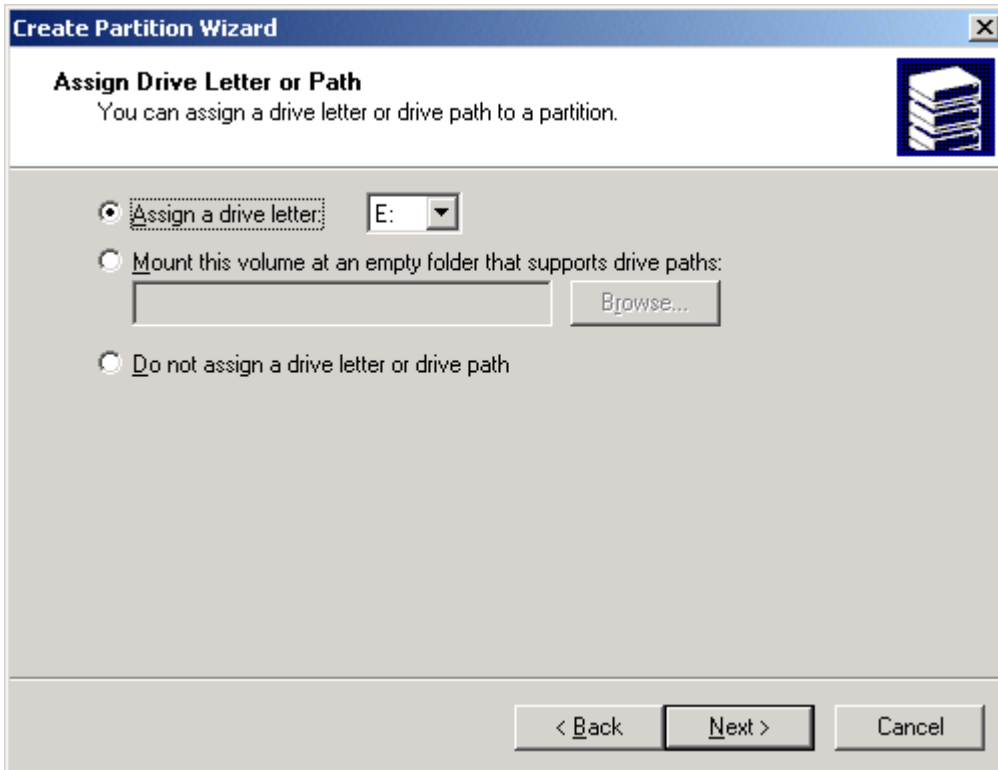 Create Partition Wizard
Assign Drive Letter or Path
You can assign a drive letter or drive path to a partition.
Assign a drive letter: E:
Mount this volume at an empty folder that supports drive paths:
Browse...
Do not assign a drive letter or drive path
< Back Next > Cancel